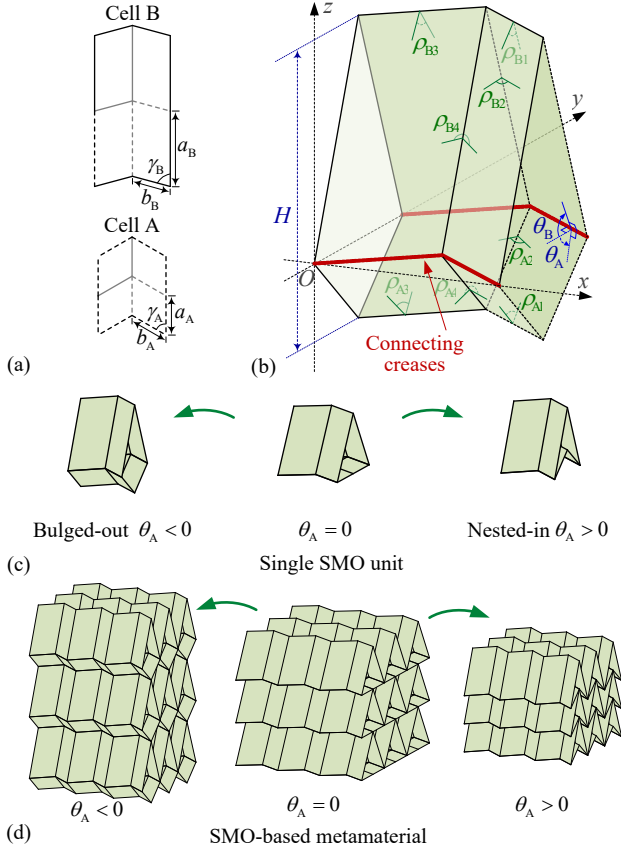 Cell B
γ_B
a_B
b_B
Cell A
γ_A
a_A
b_A
(a)
z
ρ_B3
ρ_B1
ρ_B2
y
ρ_B4
H
θ_B
θ_A
ρ_A2
O
x
ρ_A3
ρ_A4
ρ_A1
Connecting
creases
(b)
Bulged-out θ_A < 0
θ_A = 0
Nested-in θ_A > 0
(c)
Single SMO unit
θ_A < 0
θ_A = 0
θ_A > 0
(d)
SMO-based metamaterial